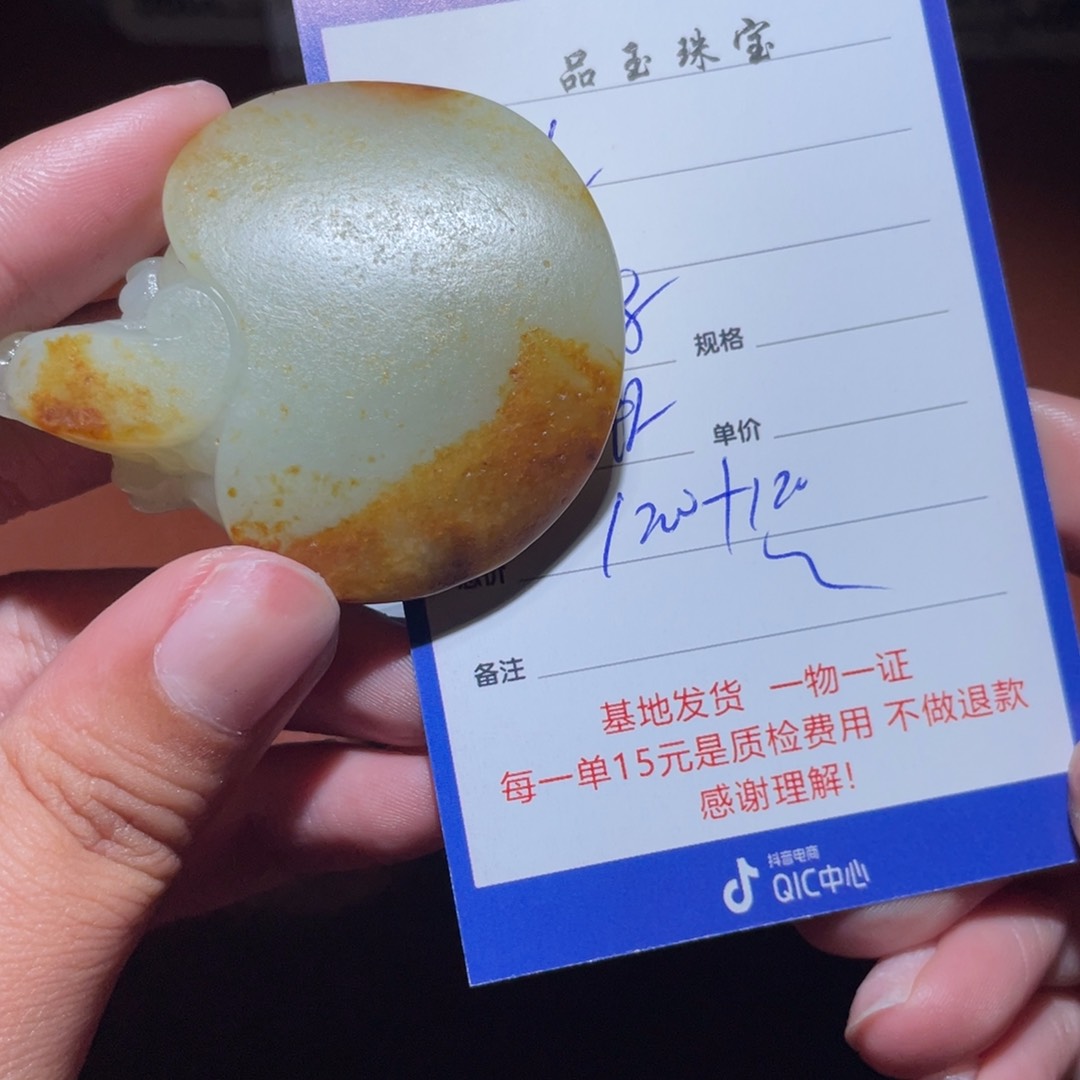 品玉珠宝
规格
单价
1200+120
总价
备注
基地发货 一物一证
每一单15元是质检费用 不做退款
感谢理解!
抖音电商
QIC中心